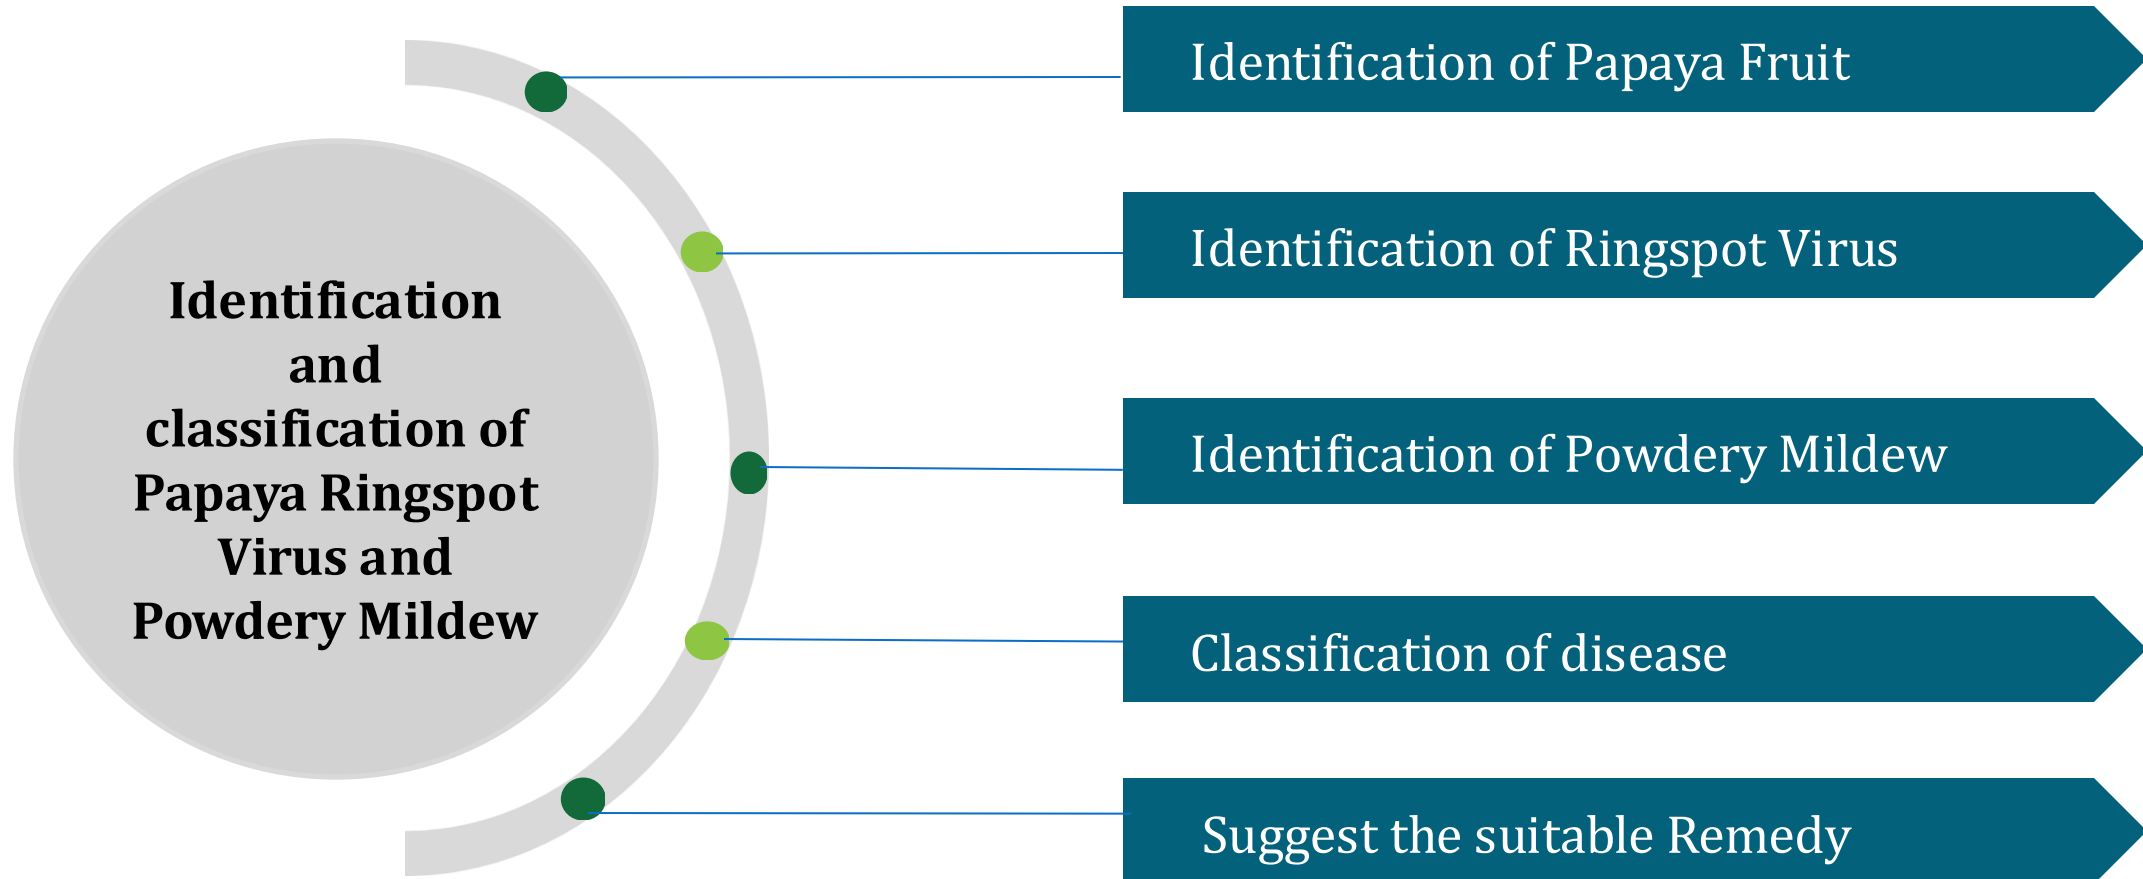 Identification
and
classification of
Papaya Ringspot
Virus and
Powdery Mildew
Identification of Papaya Fruit
Identification of Ringspot Virus
Identification of Powdery Mildew
Classification of disease
Suggest the suitable Remedy